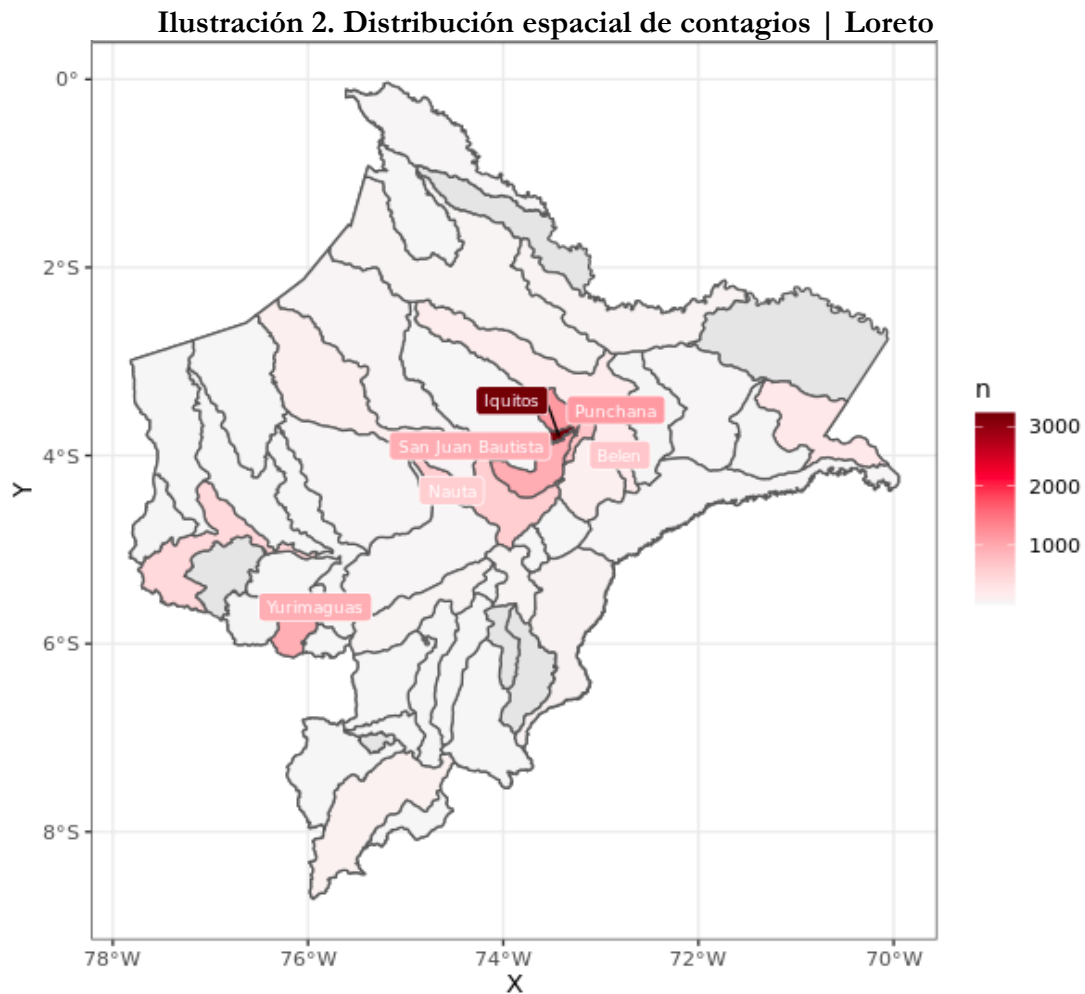 Ilustración 2. Distribución espacial de contagios | Loreto
0°
2°S
4°S
6°S
8°S
Y
Iquitos
Punchana
San Juan Bautista
Belen
Nauta
Yurimaguas
n
3000
2000
1000
78°W
76°W
74°W
72°W
70°W
X